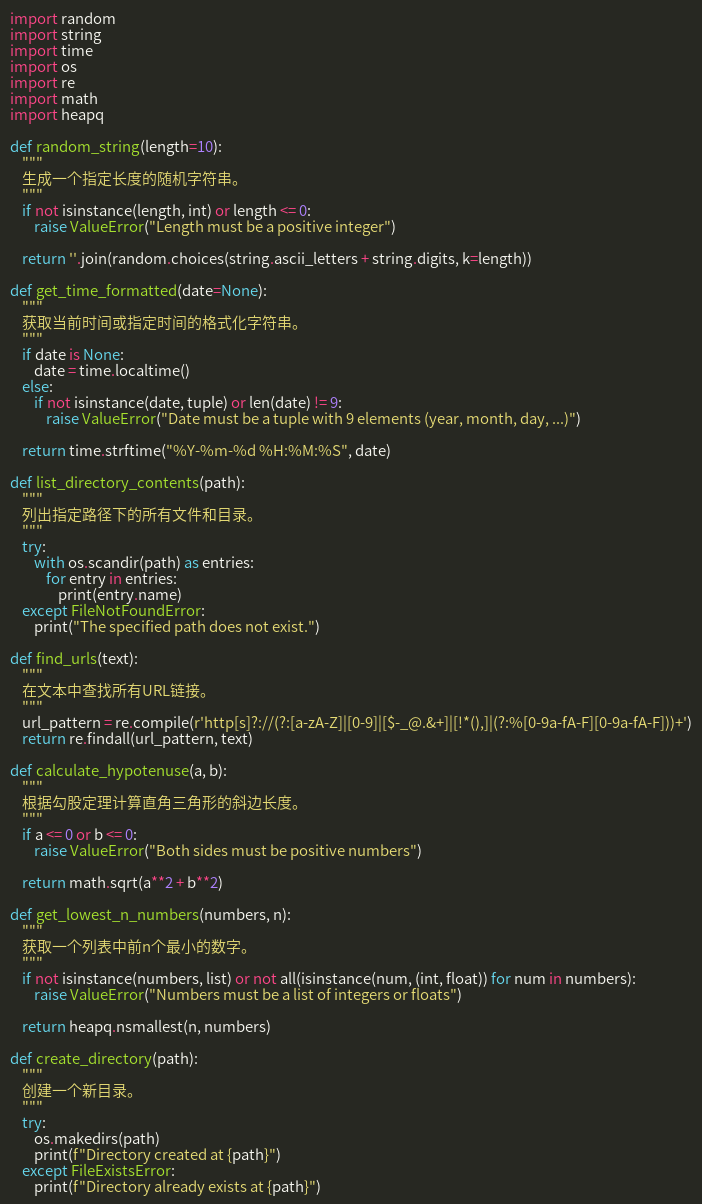 import random
import string
import time
import os
import re
import math
import heapq

def random_string(length=10):
    """
    生成一个指定长度的随机字符串。
    """
    if not isinstance(length, int) or length <= 0:
        raise ValueError("Length must be a positive integer")

    return ''.join(random.choices(string.ascii_letters + string.digits, k=length))

def get_time_formatted(date=None):
    """
    获取当前时间或指定时间的格式化字符串。
    """
    if date is None:
        date = time.localtime()
    else:
        if not isinstance(date, tuple) or len(date) != 9:
            raise ValueError("Date must be a tuple with 9 elements (year, month, day, ...)")

    return time.strftime("%Y-%m-%d %H:%M:%S", date)

def list_directory_contents(path):
    """
    列出指定路径下的所有文件和目录。
    """
    try:
        with os.scandir(path) as entries:
            for entry in entries:
                print(entry.name)
    except FileNotFoundError:
        print("The specified path does not exist.")

def find_urls(text):
    """
    在文本中查找所有URL链接。
    """
    url_pattern = re.compile(r'http[s]?://(?:[a-zA-Z]|[0-9]|[$-_@.&+]|[!*(),]|(?:%[0-9a-fA-F][0-9a-fA-F]))+')
    return re.findall(url_pattern, text)

def calculate_hypotenuse(a, b):
    """
    根据勾股定理计算直角三角形的斜边长度。
    """
    if a <= 0 or b <= 0:
        raise ValueError("Both sides must be positive numbers")

    return math.sqrt(a**2 + b**2)

def get_lowest_n_numbers(numbers, n):
    """
    获取一个列表中前n个最小的数字。
    """
    if not isinstance(numbers, list) or not all(isinstance(num, (int, float)) for num in numbers):
        raise ValueError("Numbers must be a list of integers or floats")

    return heapq.nsmallest(n, numbers)

def create_directory(path):
    """
    创建一个新目录。
    """
    try:
        os.makedirs(path)
        print(f"Directory created at {path}")
    except FileExistsError:
        print(f"Directory already exists at {path}")